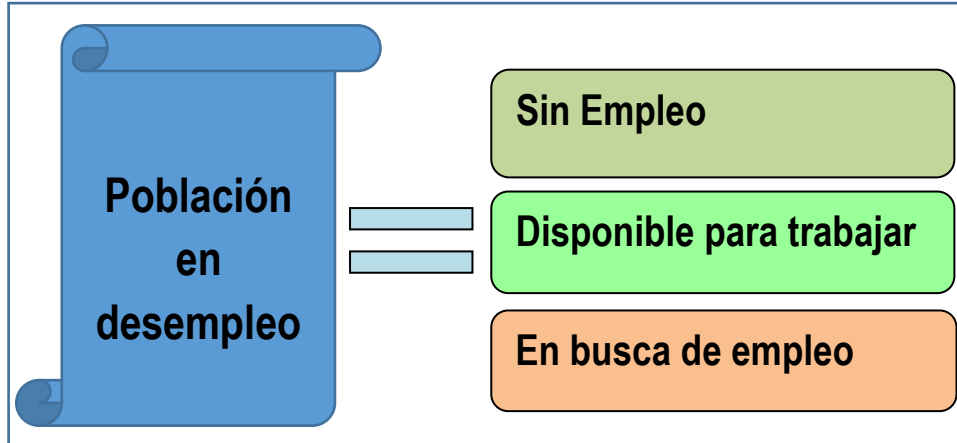 Población
en
desempleo
Sin Empleo
Disponible para trabajar
En busca de empleo